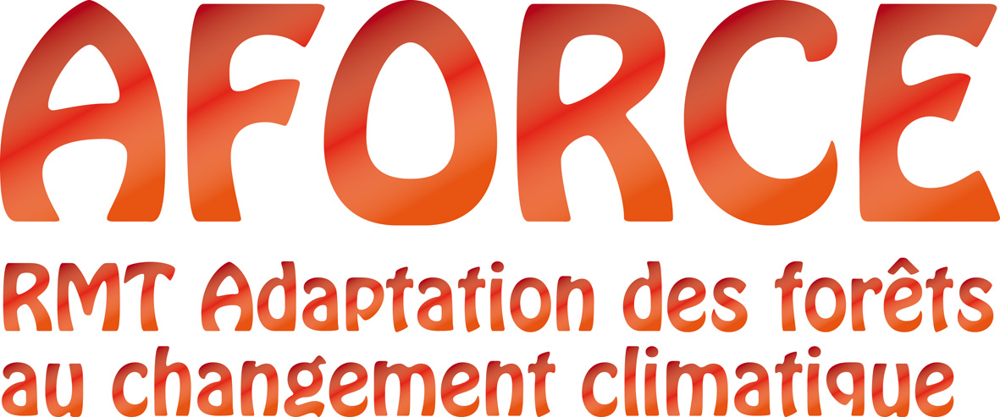 AFORCE
RMT Adaptation des forêts
au changement climatique